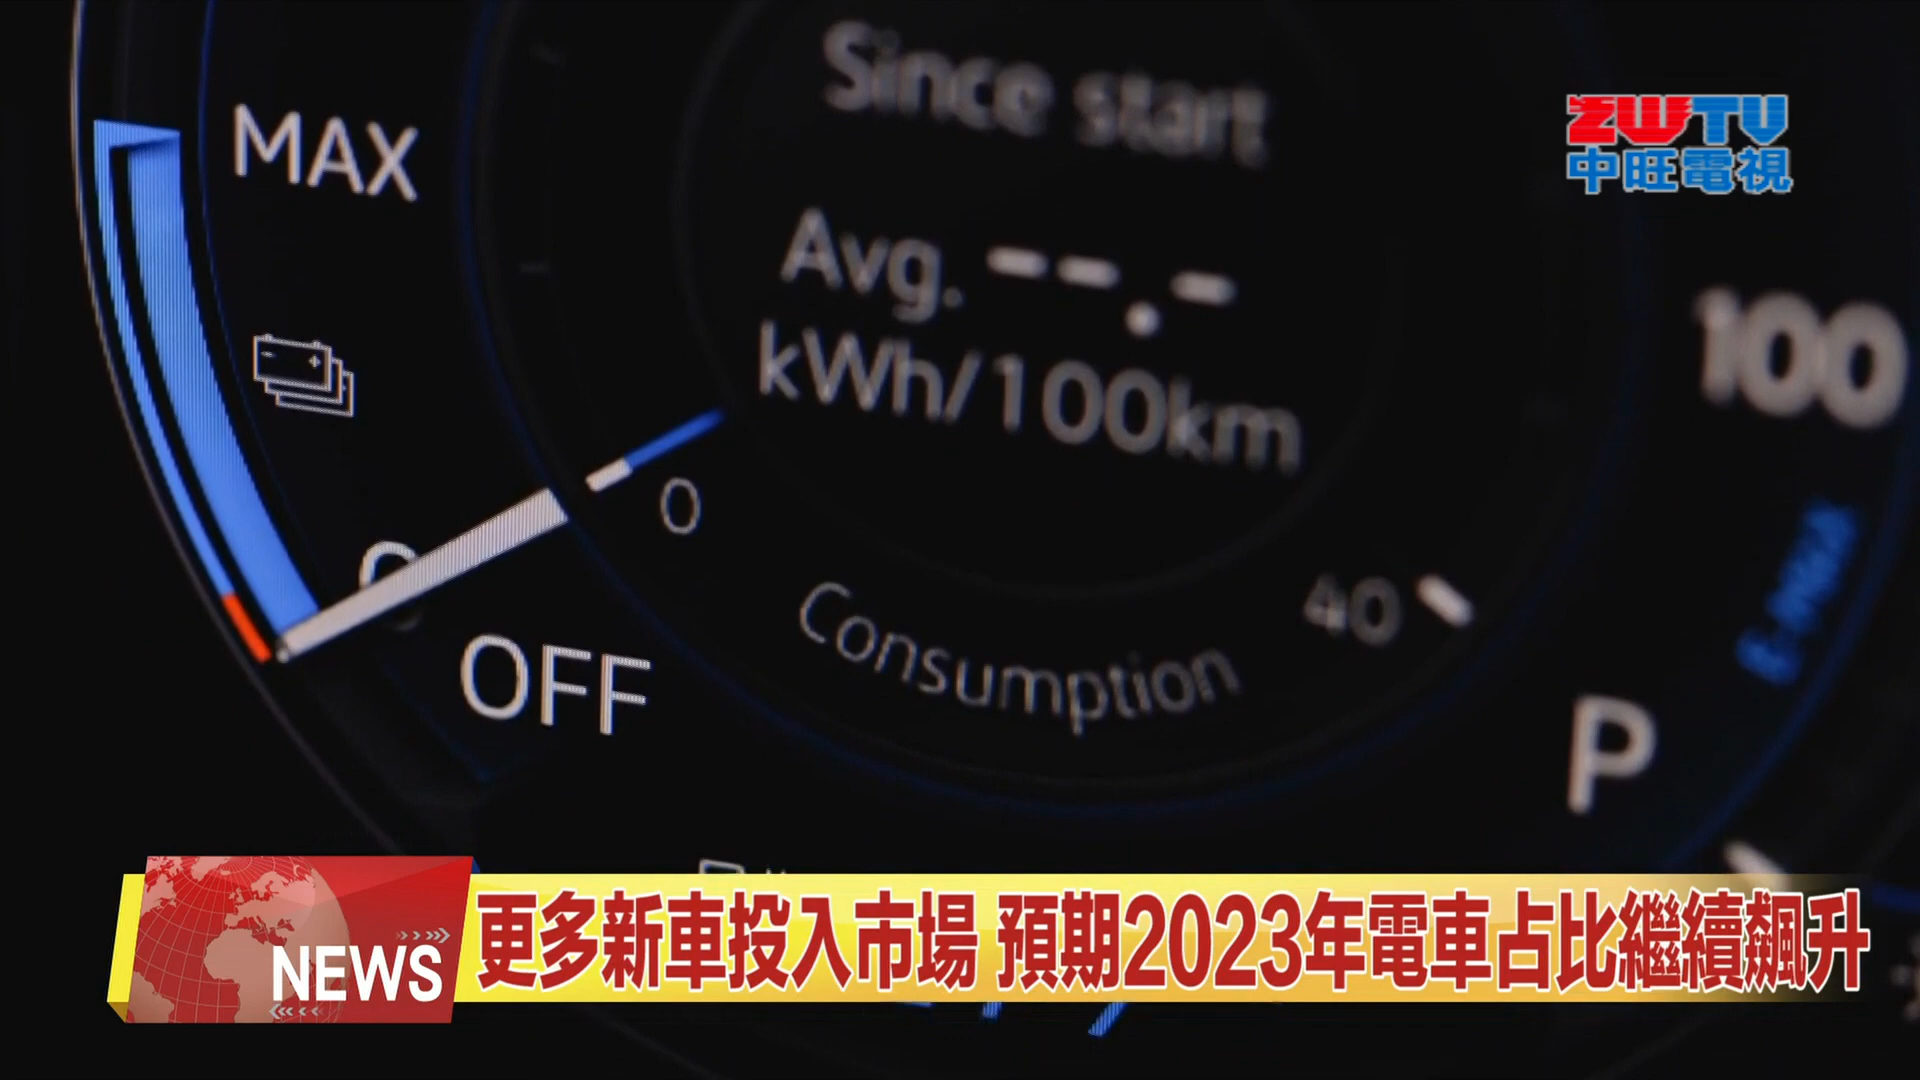 Since start
ZWTV
中旺電視
MAX
Avg. --.-
kWh/100km
100
0
0
40
Consumption
OFF
P
NEWS
更多新車投入市場 預期2023年電車占比繼續飆升